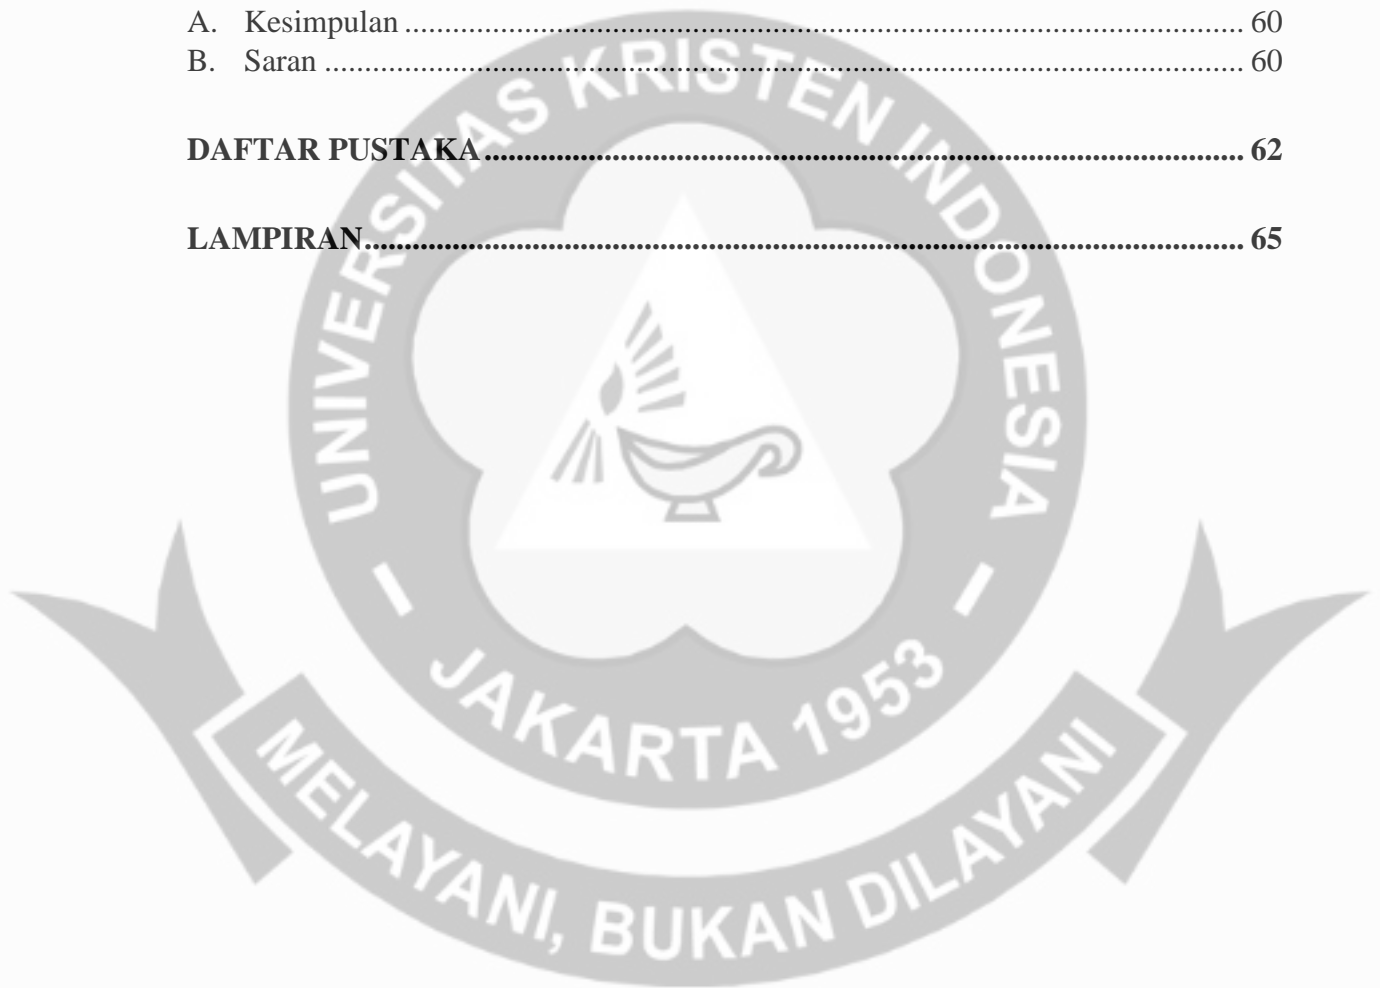 A. Kesimpulan ........................................................................................................ 60
B. Saran .................................................................................................................. 60
DAFTAR PUSTAKA ............................................................................................... 62
LAMPIRAN ............................................................................................................. 65
UNIVERSITAS KRISTEN INDONESIA
JAKARTA 1953
MELAYANI, BUKAN DILAYANI